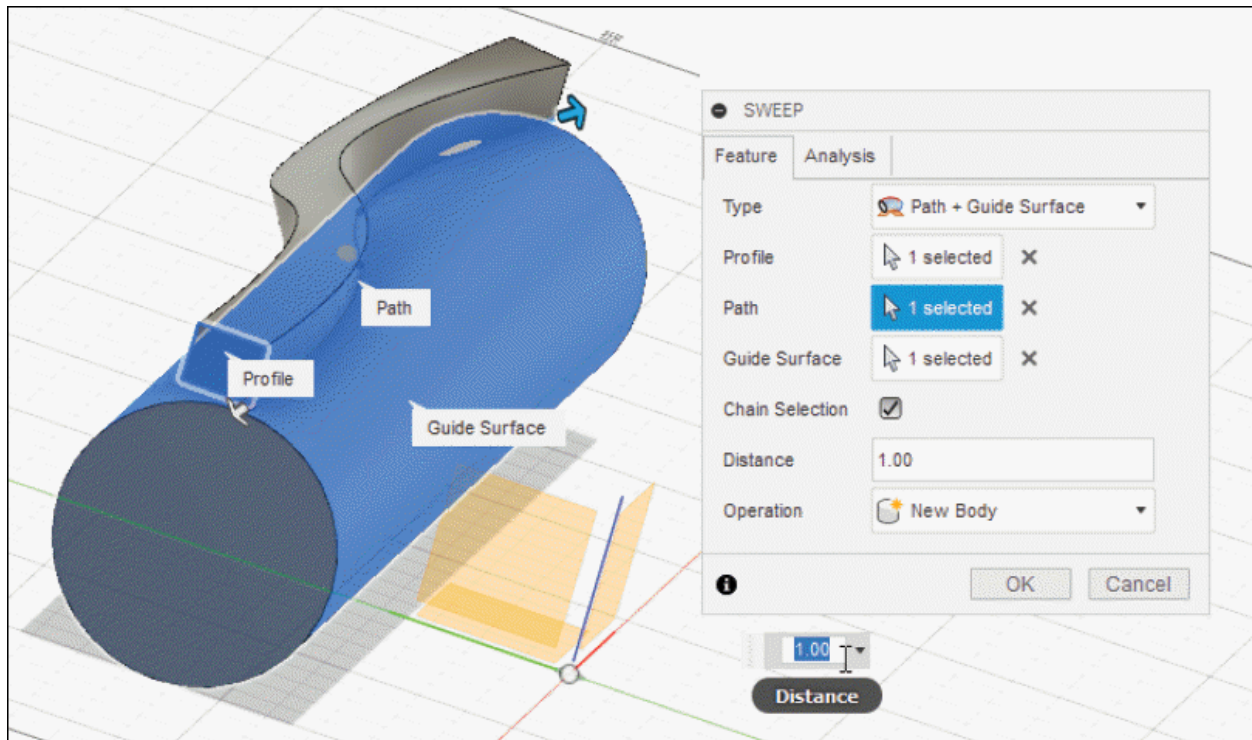 SWEEP
Feature Analysis
Type Path + Guide Surface
Profile 1 selected
Path 1 selected
Guide Surface 1 selected
Chain Selection
Distance 1.00
Operation New Body
OK Cancel
Path
Profile
Guide Surface
1.00
Distance